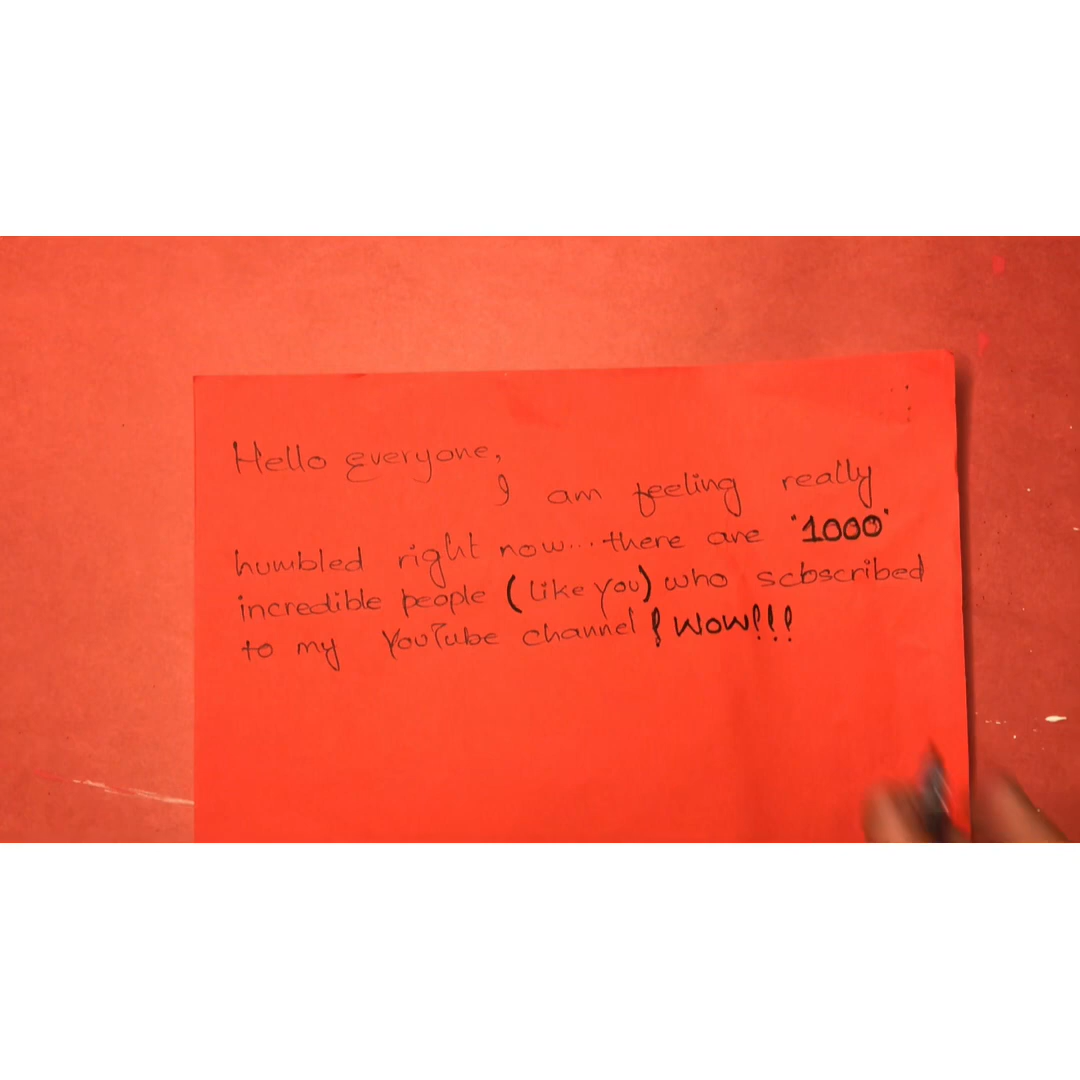 Hello Everyone,
I am feeling really
humbled right now... there are "1000"
incredible people (like you) who scbscribed
to my YouTube channel! WOW!!!